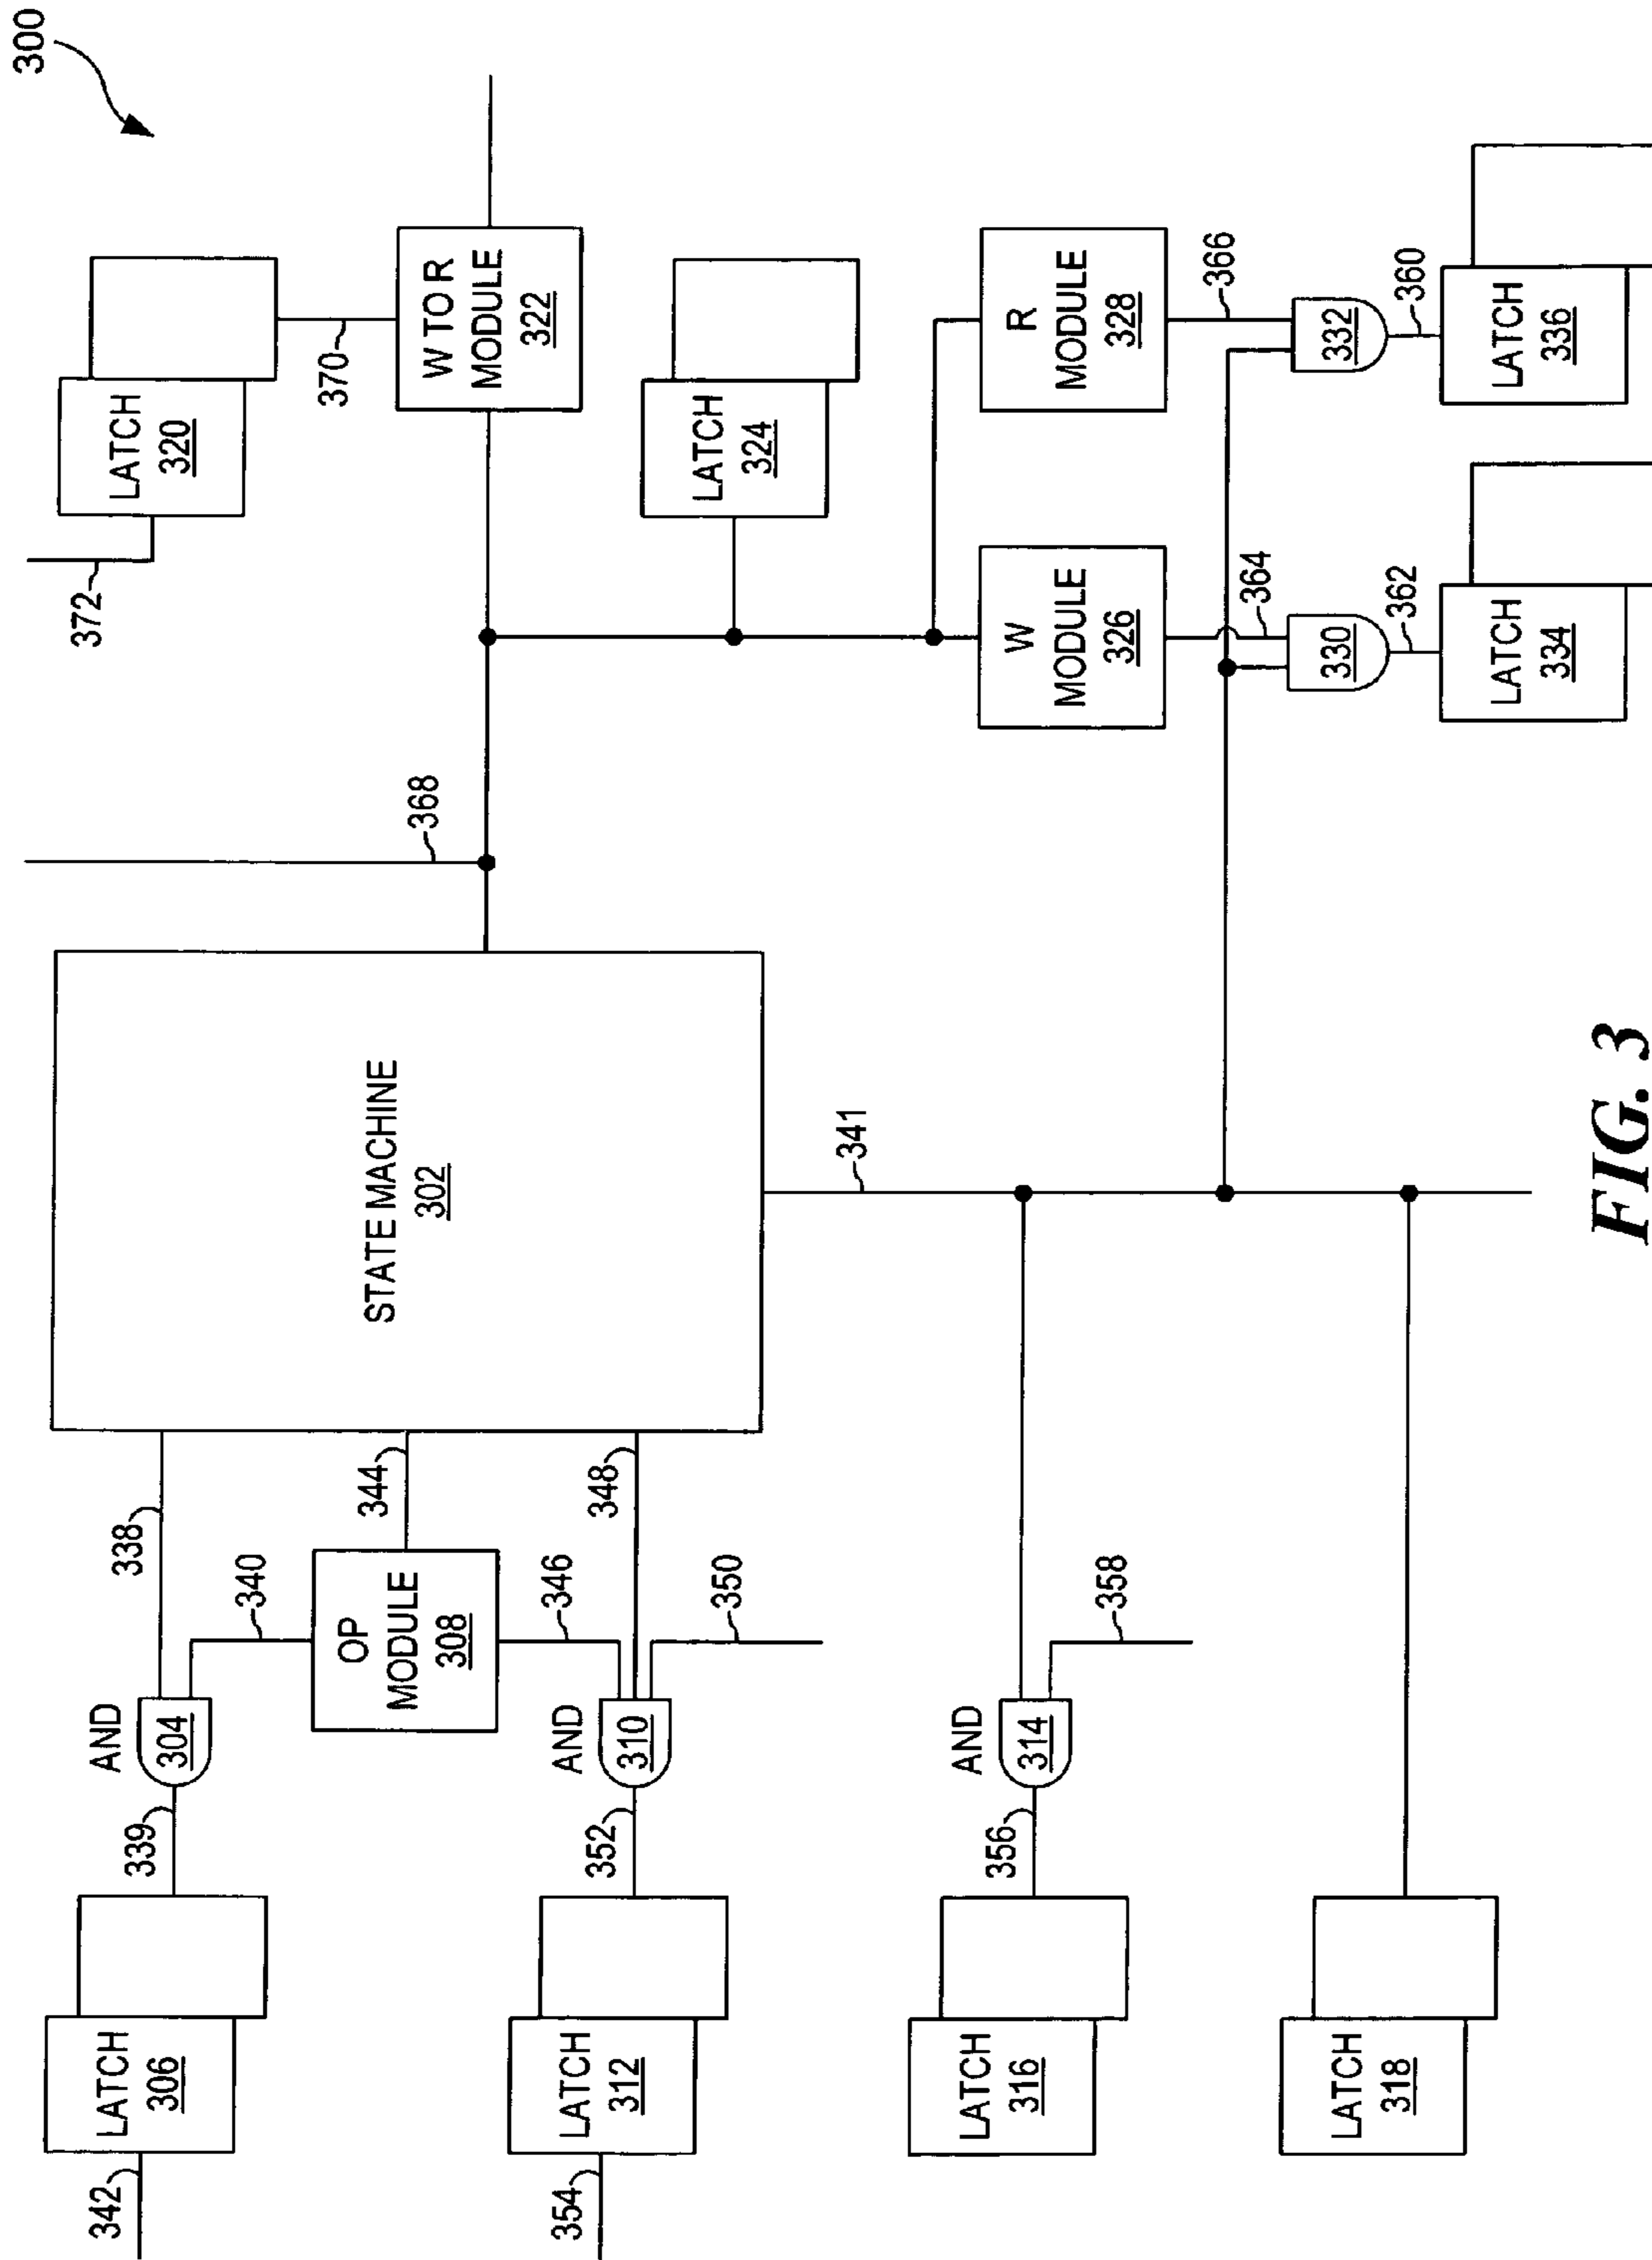 300
LATCH
306
342
339
AND
304
338
340
OP
MODULE
308
344
346
348
350
AND
310
352
LATCH
312
354
STATE MACHINE
302
341
368
372
LATCH
320
370
W TO R
MODULE
322
LATCH
324
W
MODULE
326
R
MODULE
328
364
366
330
332
362
360
LATCH
334
LATCH
336
AND
314
356
358
LATCH
316
LATCH
318
FIG. 3